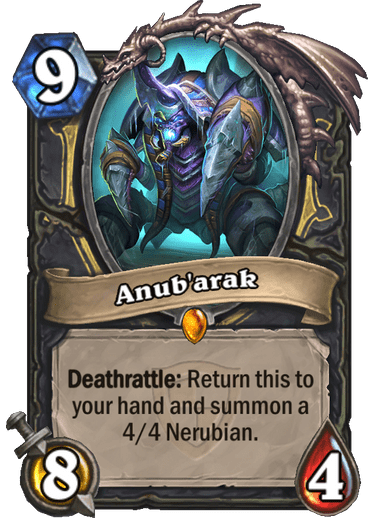 9
Anub'arak
Deathrattle: Return this to
your hand and summon a
4/4 Nerubian.
8
4